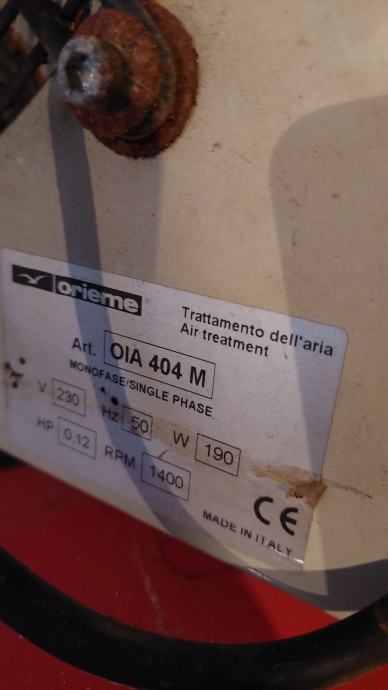 orieme
Trattamento dell'aria
Air treatment
Art. OIA 404 M
MONOFASE/SINGLE PHASE
V 230 Hz 50 W 190
HP 0.12 RPM 1400
CE
MADE IN ITALY